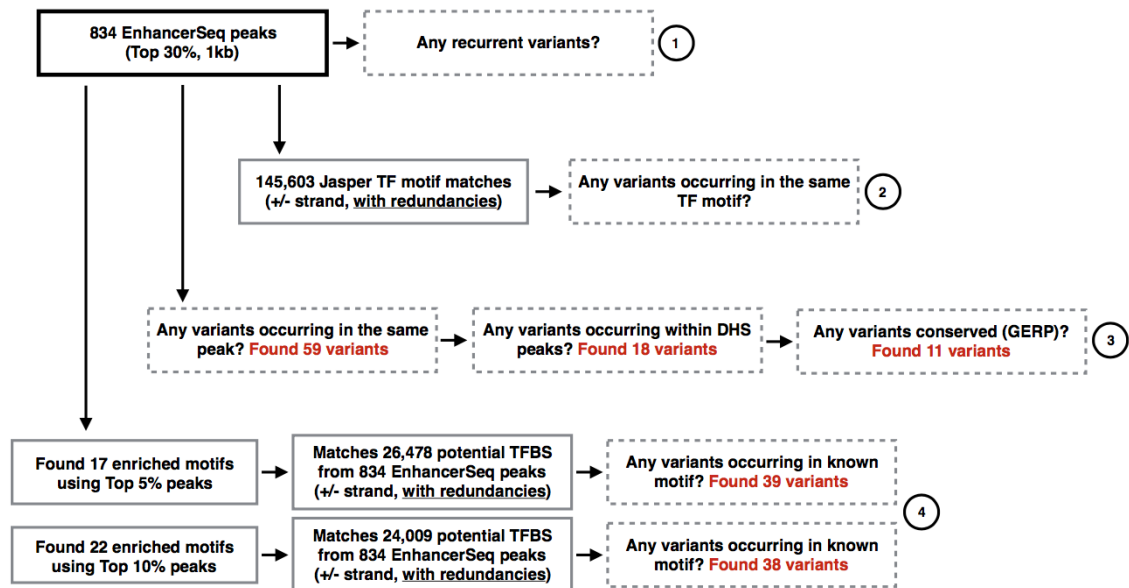 834 EnhancerSeq peaks
(Top 30%, 1kb)
Any recurrent variants?
1
145,603 Jasper TF motif matches
(+/- strand, with redundancies)
Any variants occurring in the same
TF motif?
2
Any variants occurring in the same
peak? Found 59 variants
Any variants occurring within DHS
peaks? Found 18 variants
Any variants conserved (GERP)?
Found 11 variants
3
Found 17 enriched motifs
using Top 5% peaks
Matches 26,478 potential TFBS
from 834 EnhancerSeq peaks
(+/- strand, with redundancies)
Any variants occurring in known
motif? Found 39 variants
4
Found 22 enriched motifs
using Top 10% peaks
Matches 24,009 potential TFBS
from 834 EnhancerSeq peaks
(+/- strand, with redundancies)
Any variants occurring in known
motif? Found 38 variants